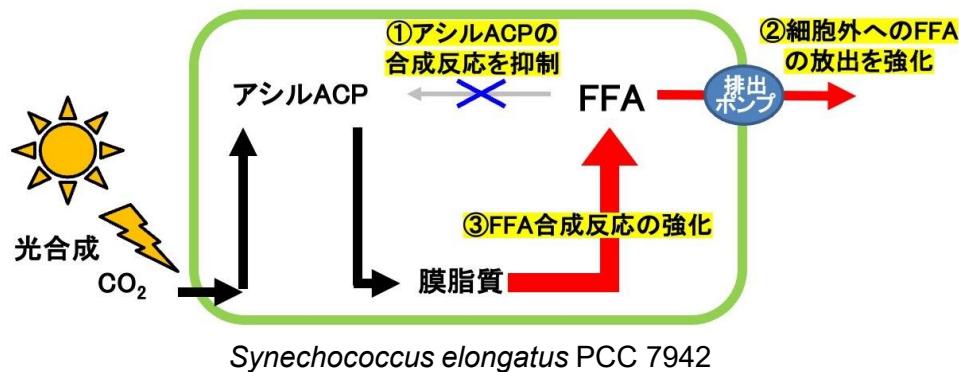 ①アシルACPの
合成反応を抑制
②細胞外へのFFA
の放出を強化
アシルACP
FFA
排出
ポンプ
③FFA合成反応の強化
光合成
CO₂
膜脂質
Synechococcus elongatus PCC 7942